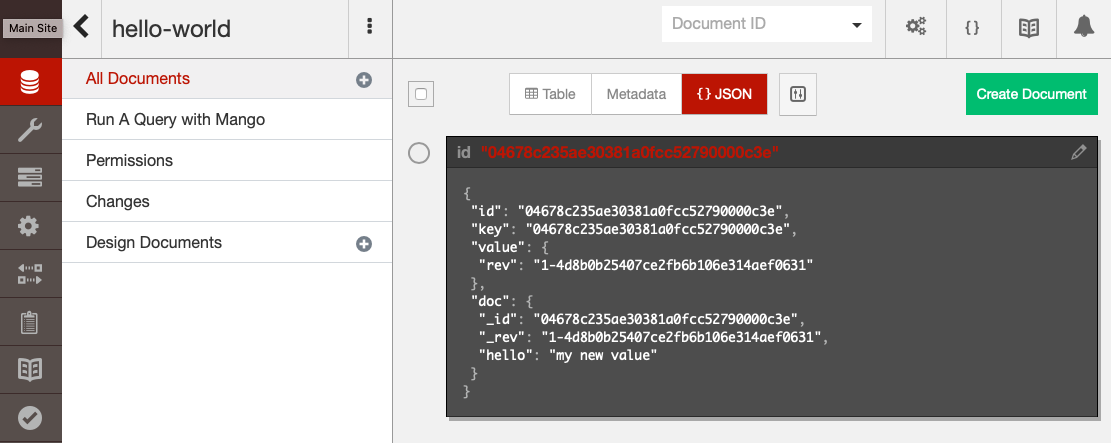 Main Site
hello-world
Document ID
{ }
All Documents
Run A Query with Mango
Permissions
Changes
Design Documents
Table
Metadata
{ } JSON
Create Document
id "04678c235ae30381a0fcc52790000c3e"
{
"id": "04678c235ae30381a0fcc52790000c3e",
"key": "04678c235ae30381a0fcc52790000c3e",
"value": {
"rev": "1-4d8b0b25407ce2fb6b106e314aef0631"
},
"doc": {
"_id": "04678c235ae30381a0fcc52790000c3e",
"_rev": "1-4d8b0b25407ce2fb6b106e314aef0631",
"hello": "my new value"
}
}